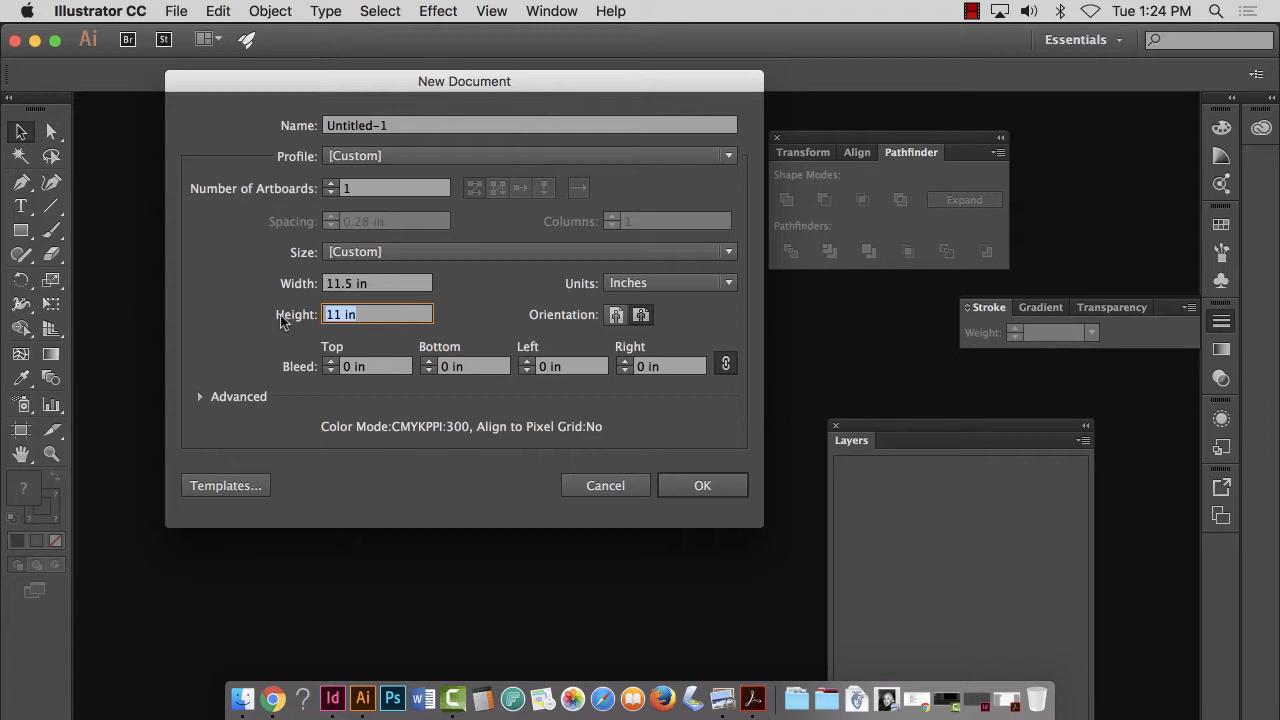 Illustrator CC File Edit Object Type Select Effect View Window Help Tue 1:24 PM
Ai Br St Essentials
New Document
Name: Untitled-1
Profile: [Custom]
Number of Artboards: 1
Spacing: 0.28 in Columns: 1
Size: [Custom]
Width: 11.5 in Units: Inches
Height: 11 in Orientation:
Top Bottom Left Right
Bleed: 0 in 0 in 0 in 0 in
Advanced
Color Mode:CMYKPPI:300, Align to Pixel Grid:No
Templates... Cancel OK
Transform Align Pathfinder
Shape Modes:
Expand
Pathfinders:
Stroke Gradient Transparency
Weight:
Layers
T
?
? Id Ai Ps W